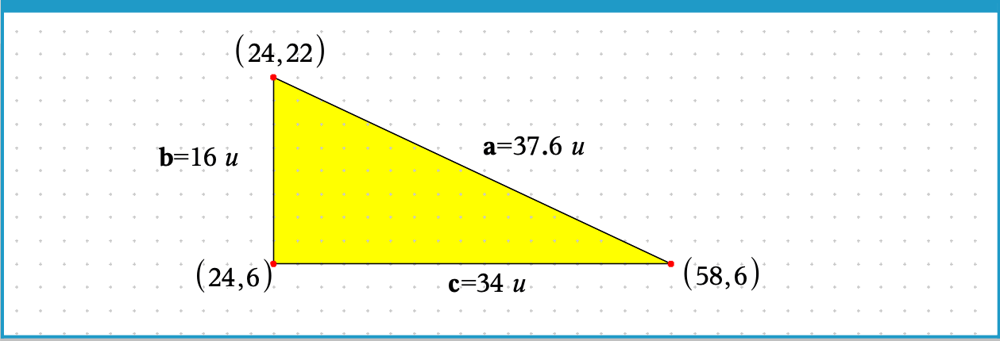 (24,22)
b=16 u
a=37.6 u
(24,6)
c=34 u
(58,6)